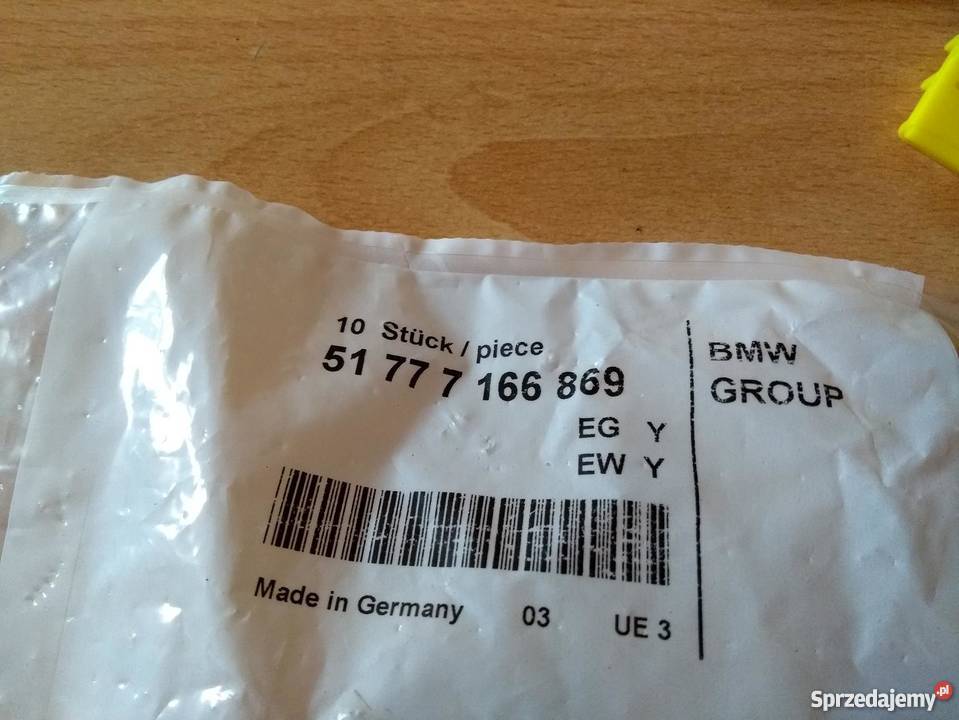 10 Stück / piece
51 77 7 166 869
EG Y
EW Y
BMW
GROUP
Made in Germany 03 UE 3
Sprzedajemy.pl